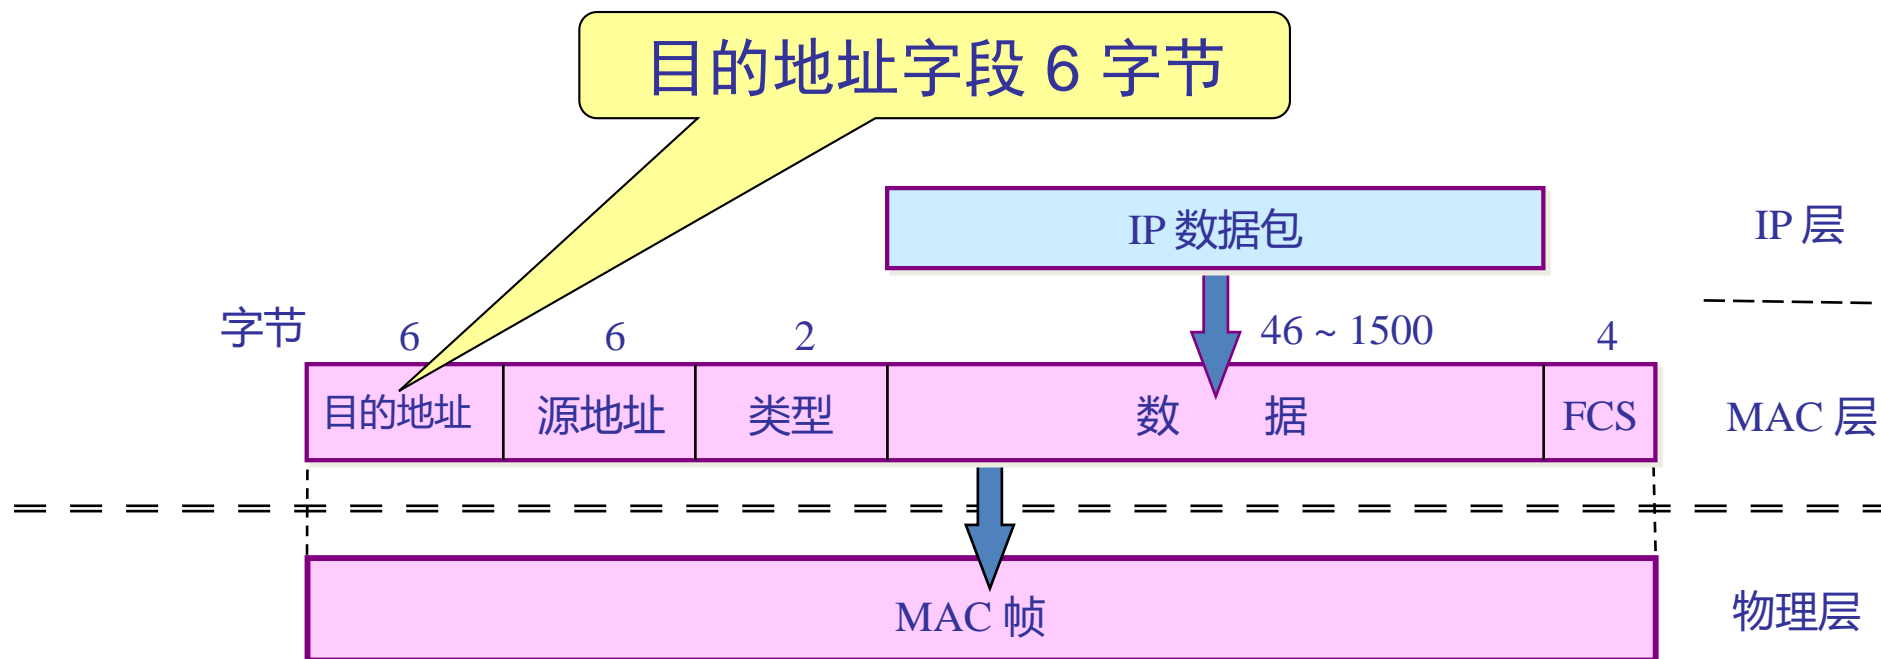 目的地址字段 6 字节
IP 数据包
IP 层
字节
6
6
2
46 ~ 1500
4
目的地址
源地址
类型
数 据
FCS
MAC 层
MAC 帧
物理层